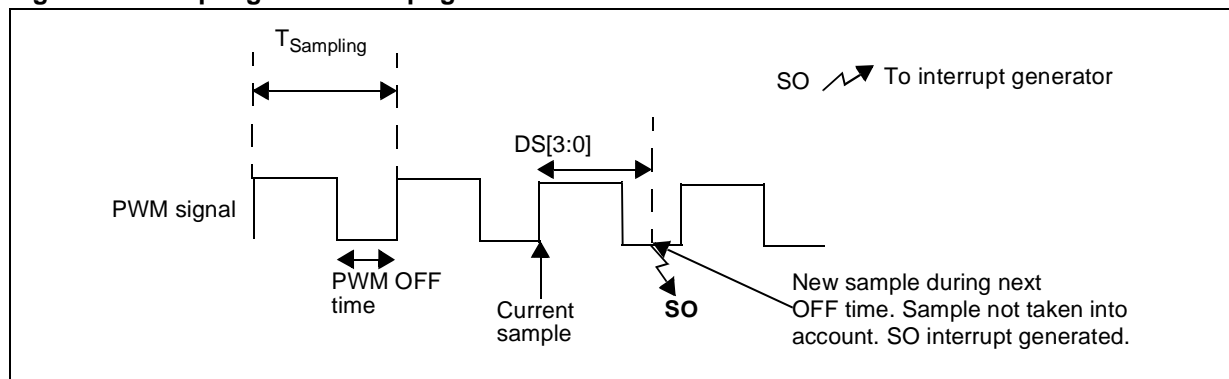 T Sampling
SO
To interrupt generator
DS[3:0]
PWM signal
PWM OFF
time
Current
sample
SO
New sample during next
OFF time. Sample not taken into
account. SO interrupt generated.